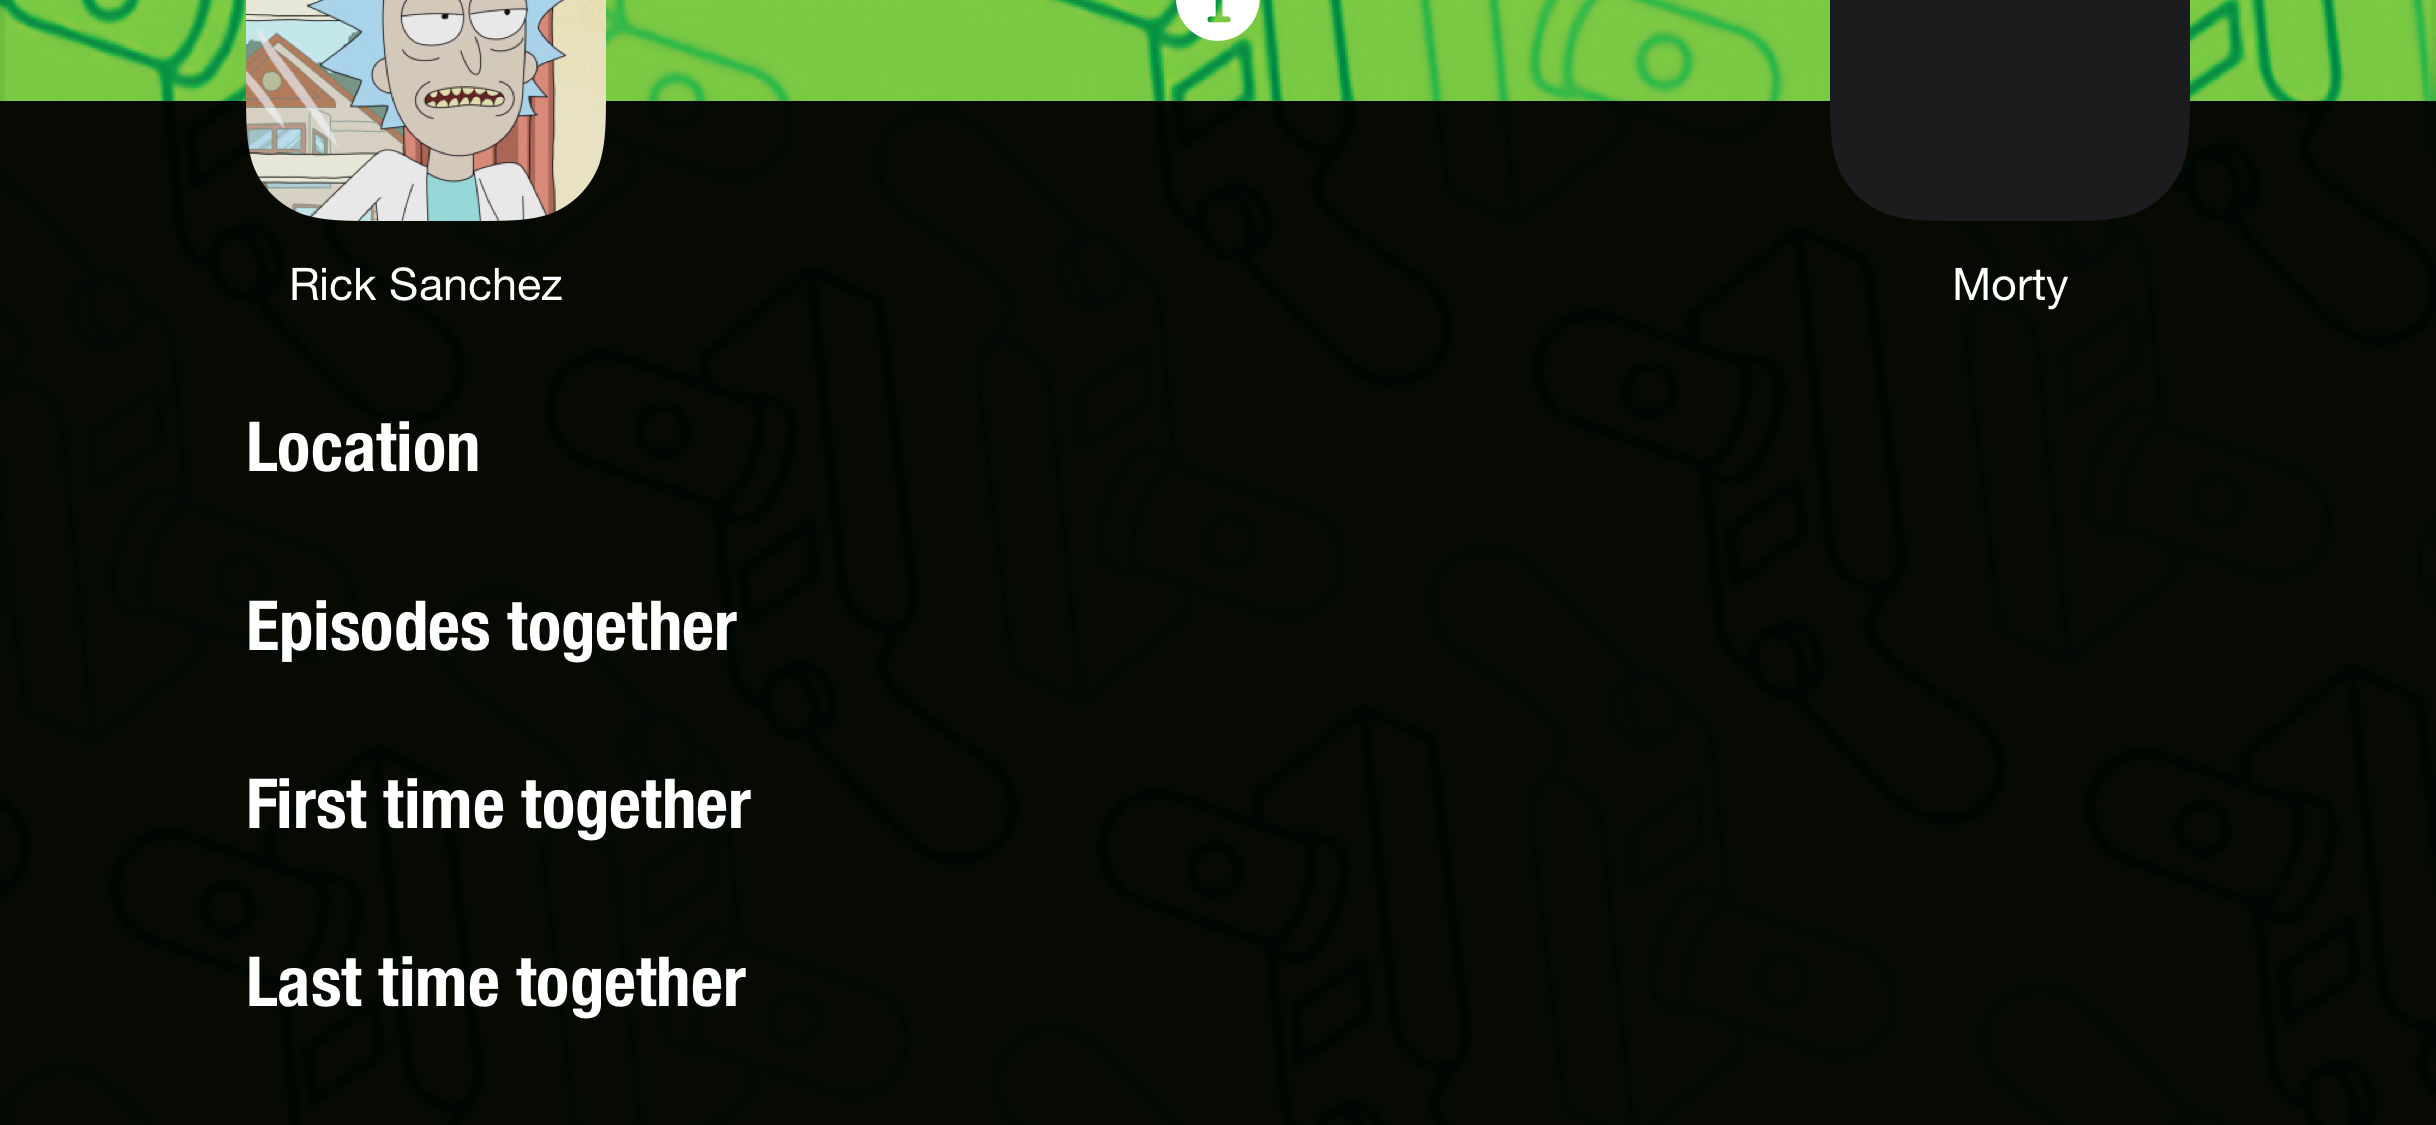 Rick Sanchez
Morty
Location
Episodes together
First time together
Last time together